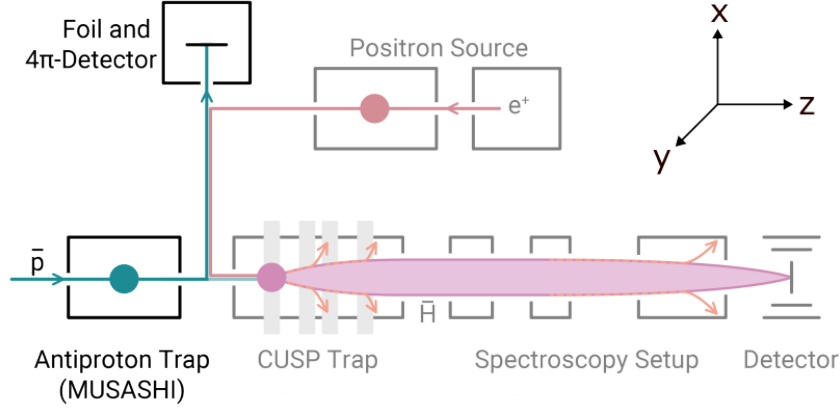 Foil and
4π-Detector
Positron Source
e⁺
x
z
y
p̄
H̄
Antiproton Trap
(MUSASHI)
CUSP Trap
Spectroscopy Setup
Detector